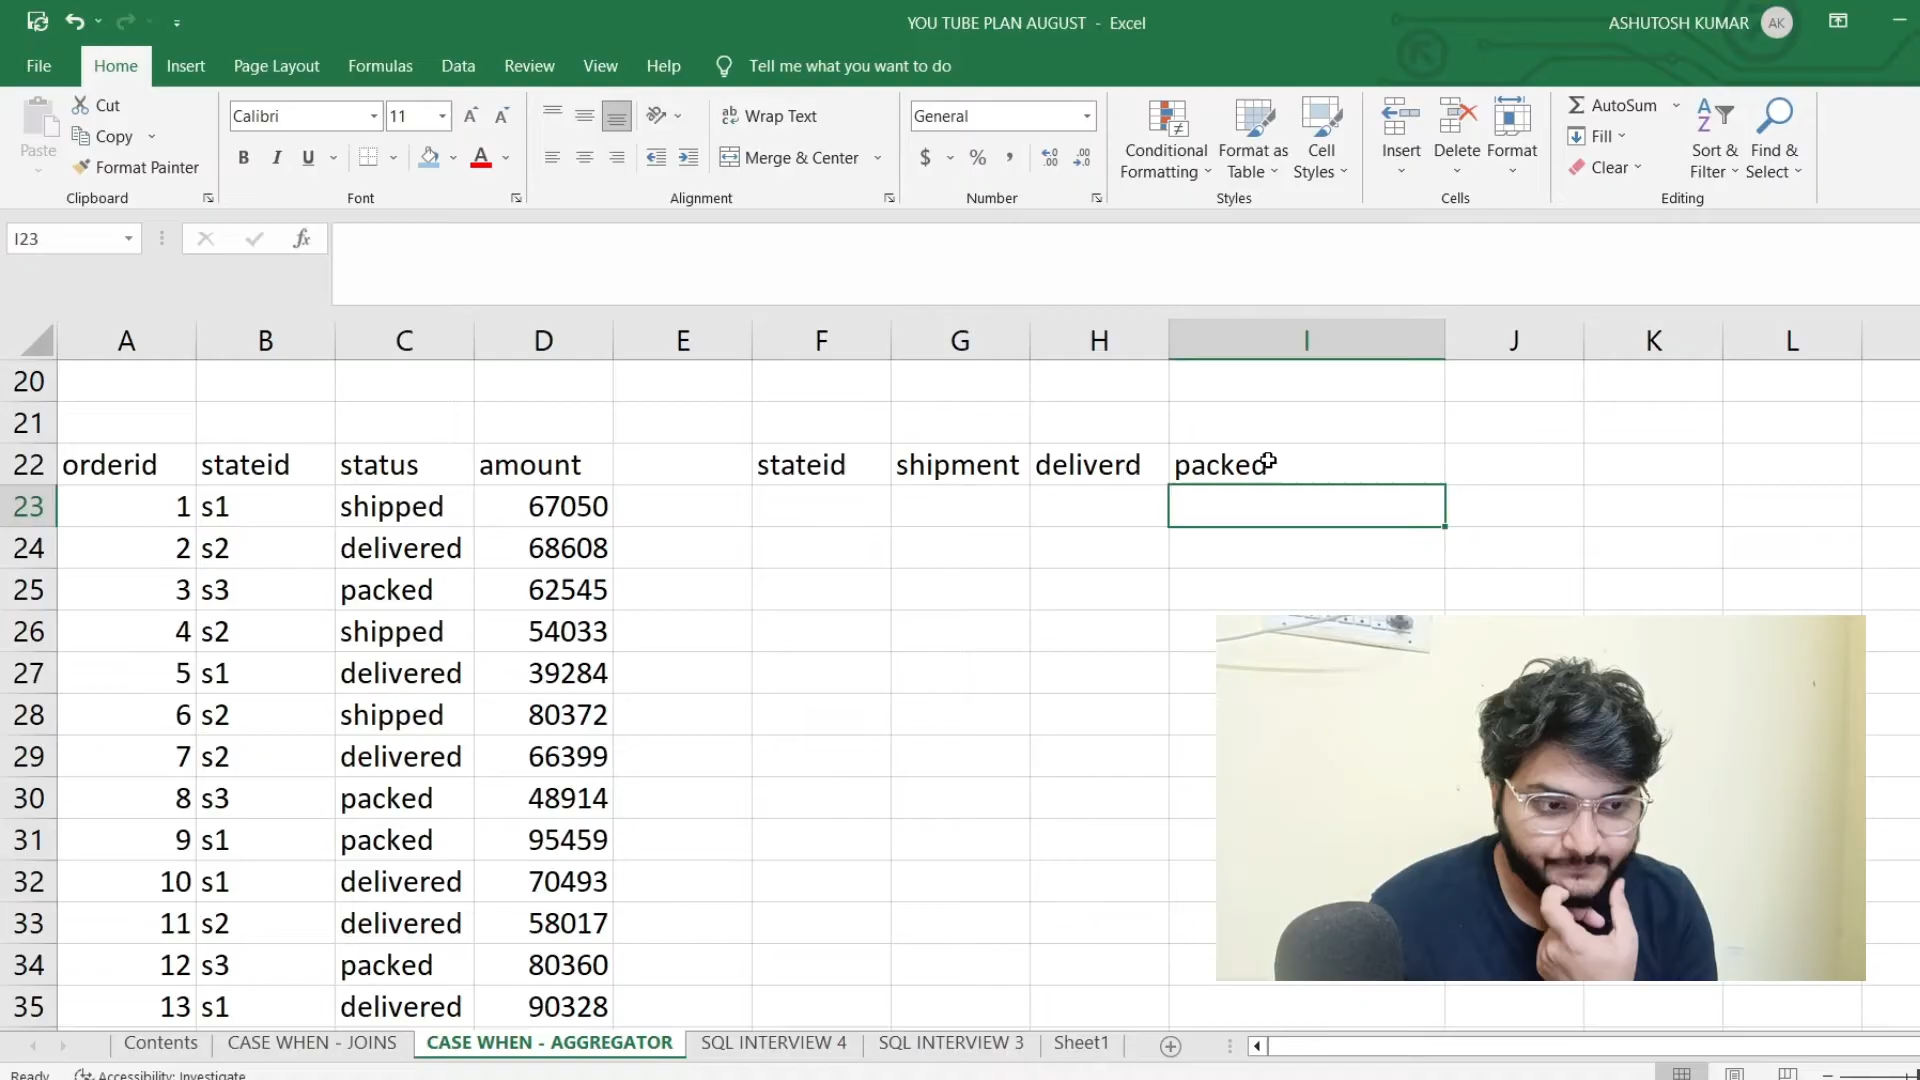 YOU TUBE PLAN AUGUST - Excel
ASHUTOSH KUMAR AK
File Home Insert Page Layout Formulas Data Review View Help Tell me what you want to do
Paste
Cut
Copy
Format Painter
Clipboard
Calibri 11
B I U
Font
ab Wrap Text
Merge & Center
Alignment
General
$ % ,
Number
Conditional Formatting
Format as Table
Cell Styles
Styles
Insert Delete Format
Cells
AutoSum
Fill
Clear
Sort & Filter
Find & Select
Editing
I23 fx
A B C D E F G H I J K L
20
21
22 orderid stateid status amount stateid shipment deliverd packed
23 1 s1 shipped 67050
24 2 s2 delivered 68608
25 3 s3 packed 62545
26 4 s2 shipped 54033
27 5 s1 delivered 39284
28 6 s2 shipped 80372
29 7 s2 delivered 66399
30 8 s3 packed 48914
31 9 s1 packed 95459
32 10 s1 delivered 70493
33 11 s2 delivered 58017
34 12 s3 packed 80360
35 13 s1 delivered 90328
Contents CASE WHEN - JOINS CASE WHEN - AGGREGATOR SQL INTERVIEW 4 SQL INTERVIEW 3 Sheet1
Ready Accessibility: Investigate